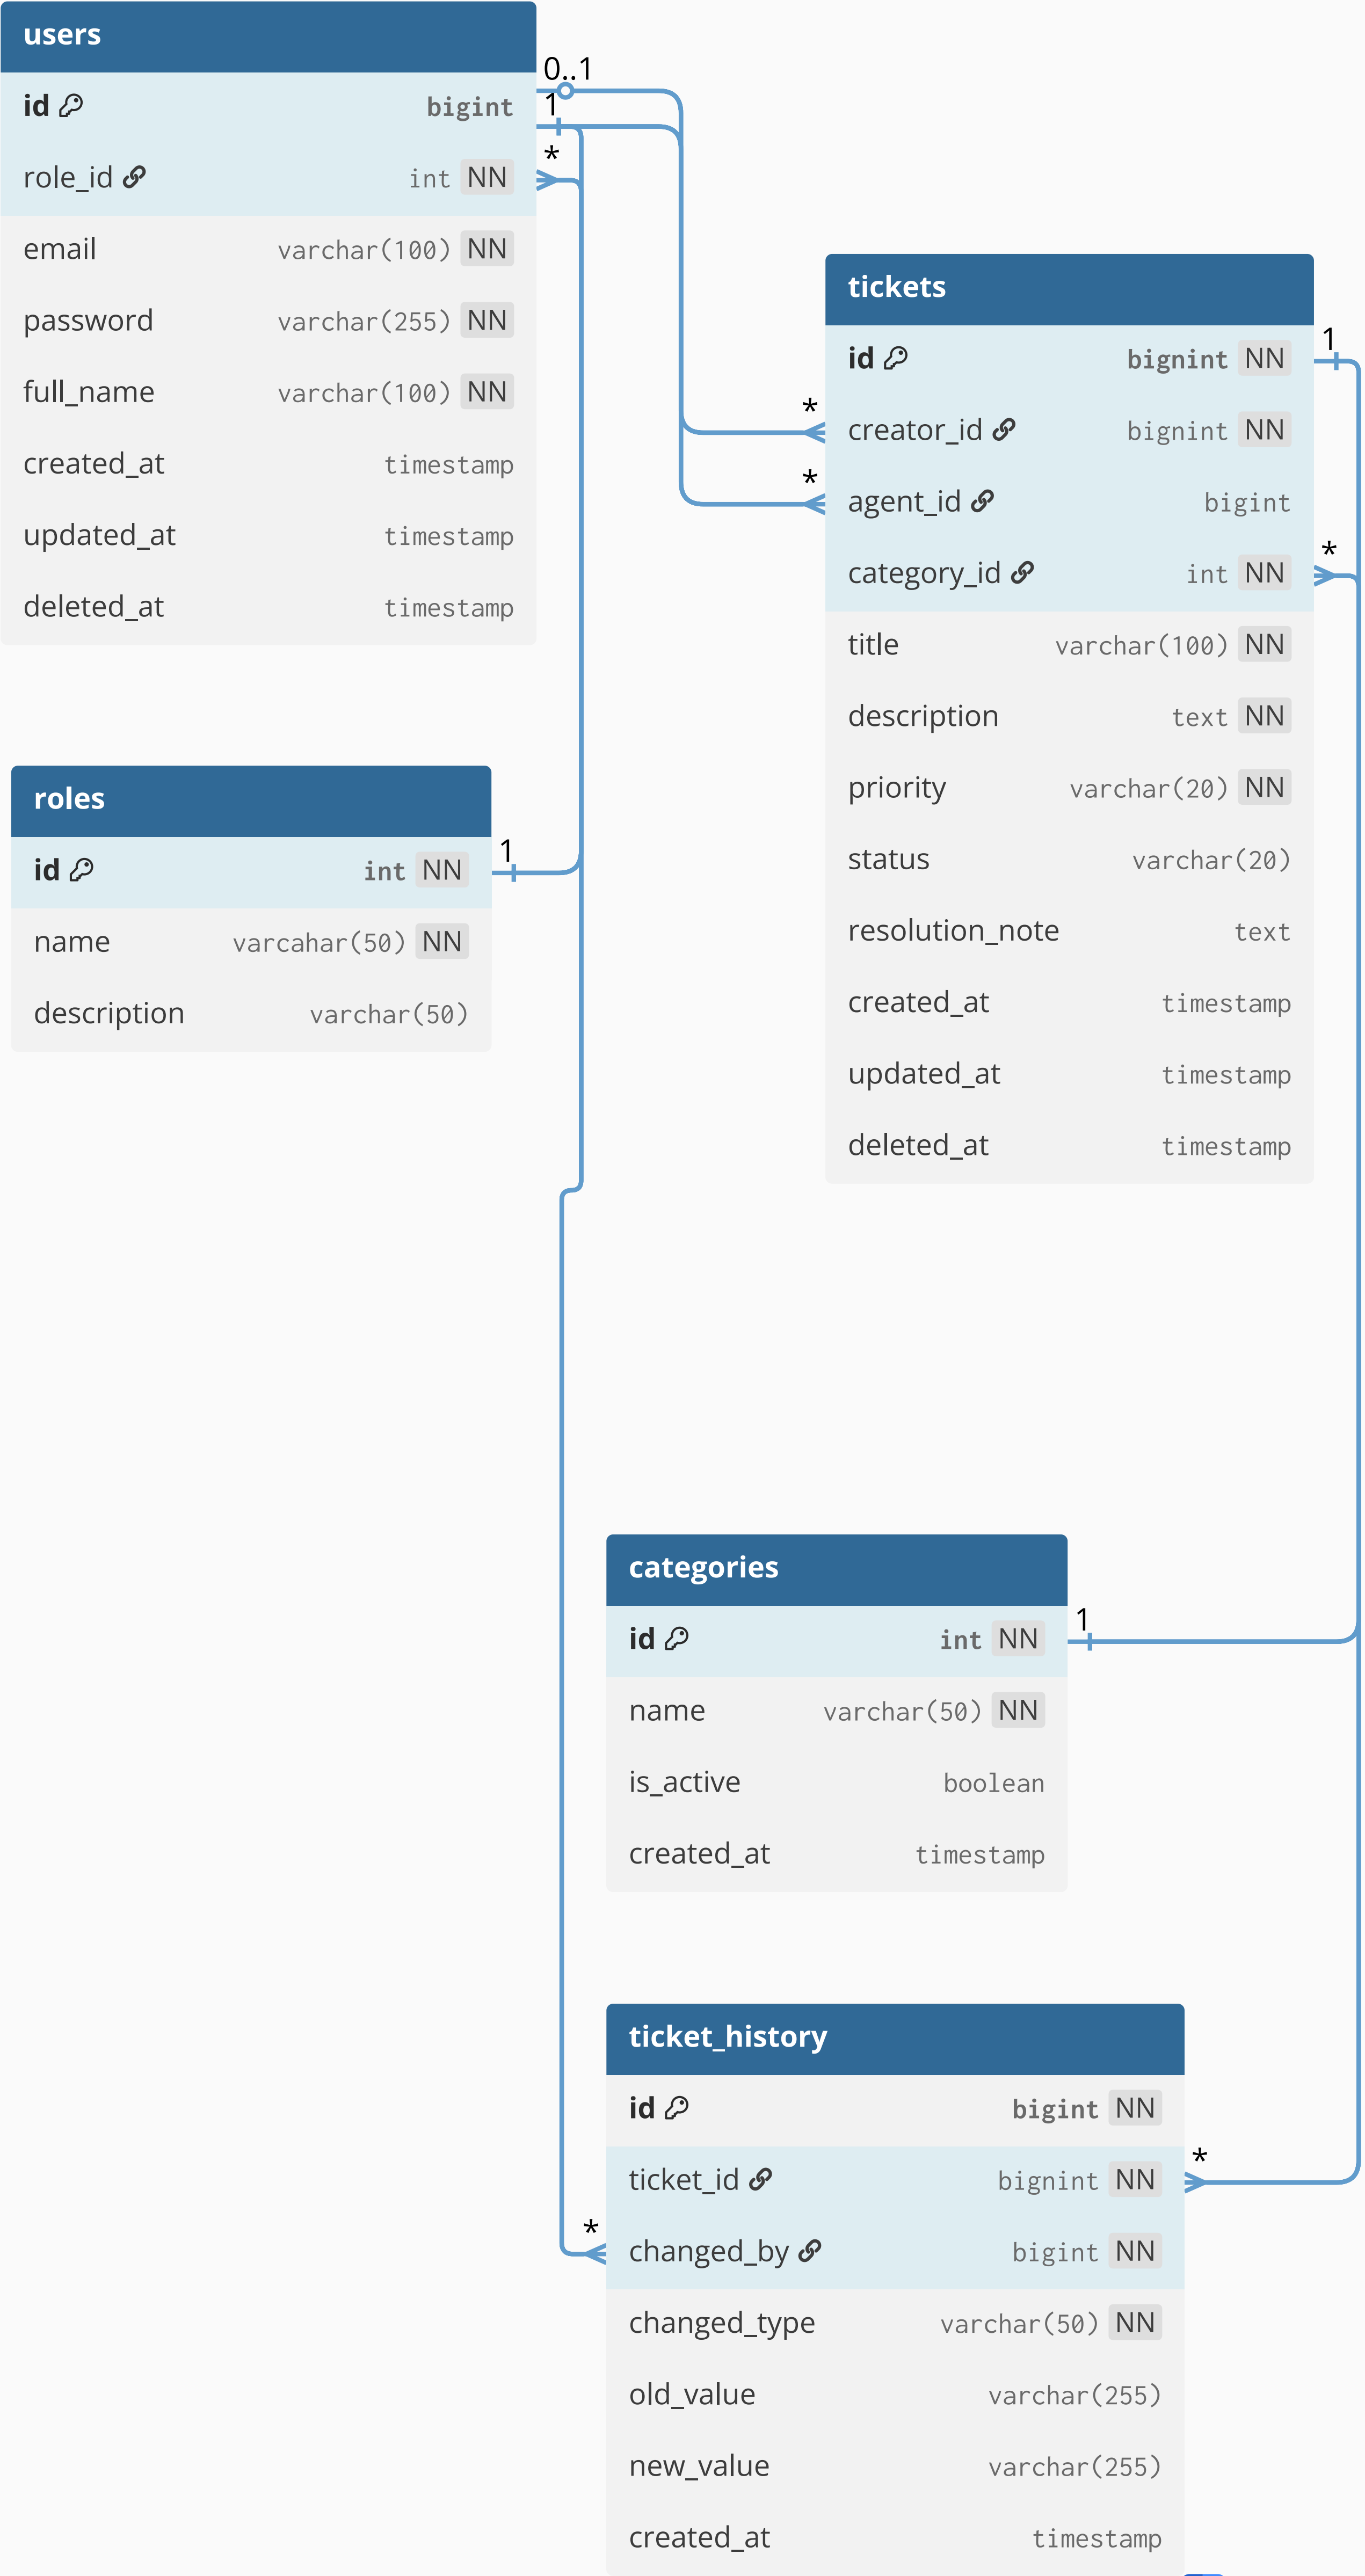 users
0..1
id bigint
1
role_id int NN
*
email varchar(100) NN
password varchar(255) NN
full_name varchar(100) NN
created_at timestamp
updated_at timestamp
deleted_at timestamp
tickets
id bignint NN
1
*
creator_id bignint NN
*
agent_id bigint
category_id int NN
*
title varchar(100) NN
description text NN
priority varchar(20) NN
status varchar(20)
resolution_note text
created_at timestamp
updated_at timestamp
deleted_at timestamp
roles
id int NN
1
name varcahar(50) NN
description varchar(50)
categories
id int NN
1
name varchar(50) NN
is_active boolean
created_at timestamp
ticket_history
id bigint NN
ticket_id bignint NN
*
*
changed_by bigint NN
changed_type varchar(50) NN
old_value varchar(255)
new_value varchar(255)
created_at timestamp